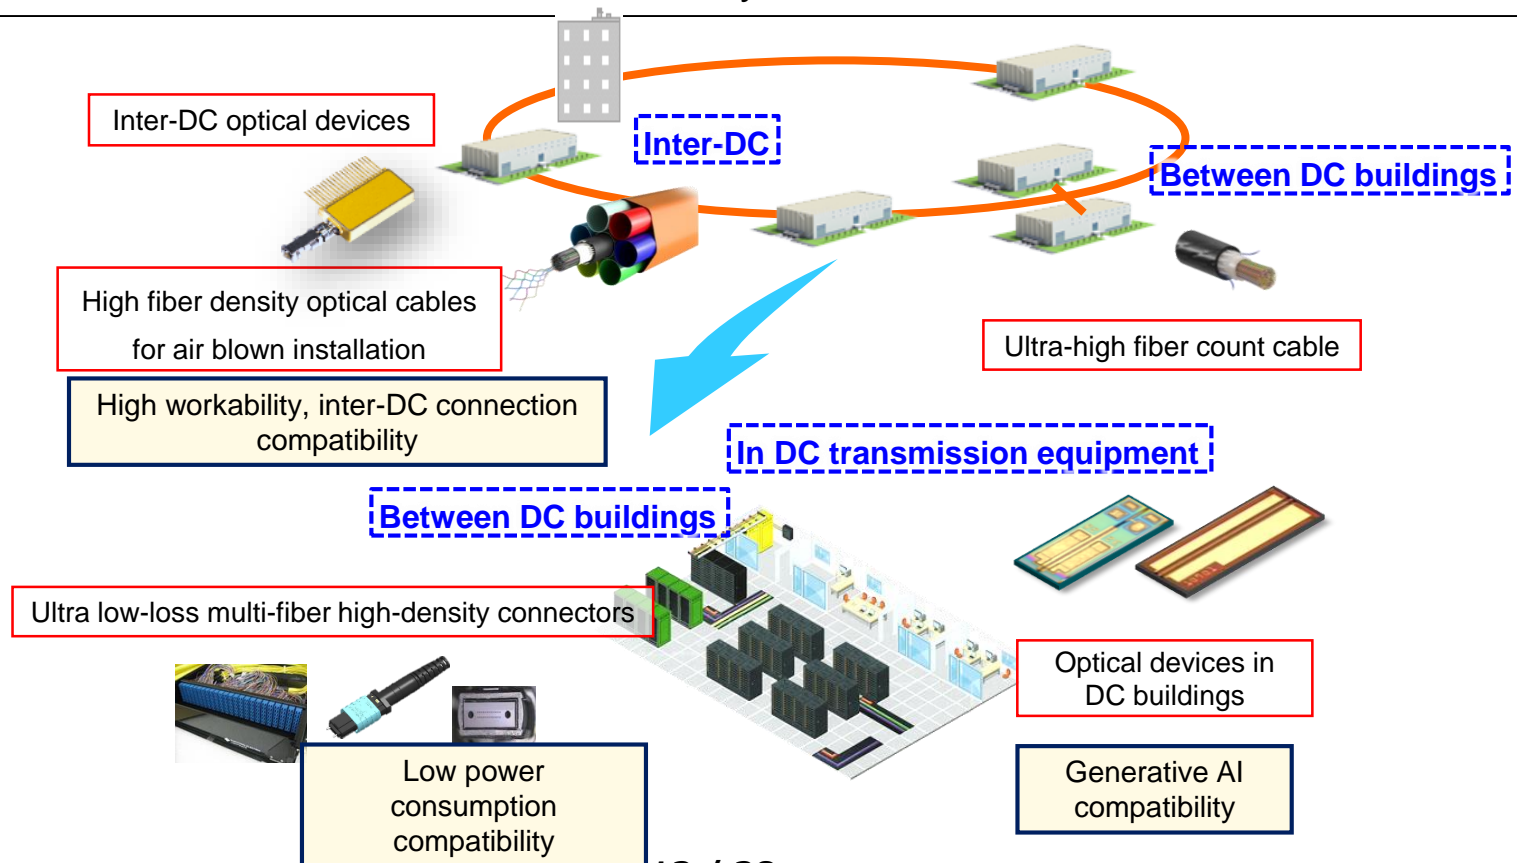 Inter-DC optical devices
Inter-DC
Between DC buildings
High fiber density optical cables
for air blown installation
Ultra-high fiber count cable
High workability, inter-DC connection
compatibility
In DC transmission equipment
Between DC buildings
Ultra low-loss multi-fiber high-density connectors
Optical devices in
DC buildings
Low power
consumption
compatibility
Generative AI
compatibility